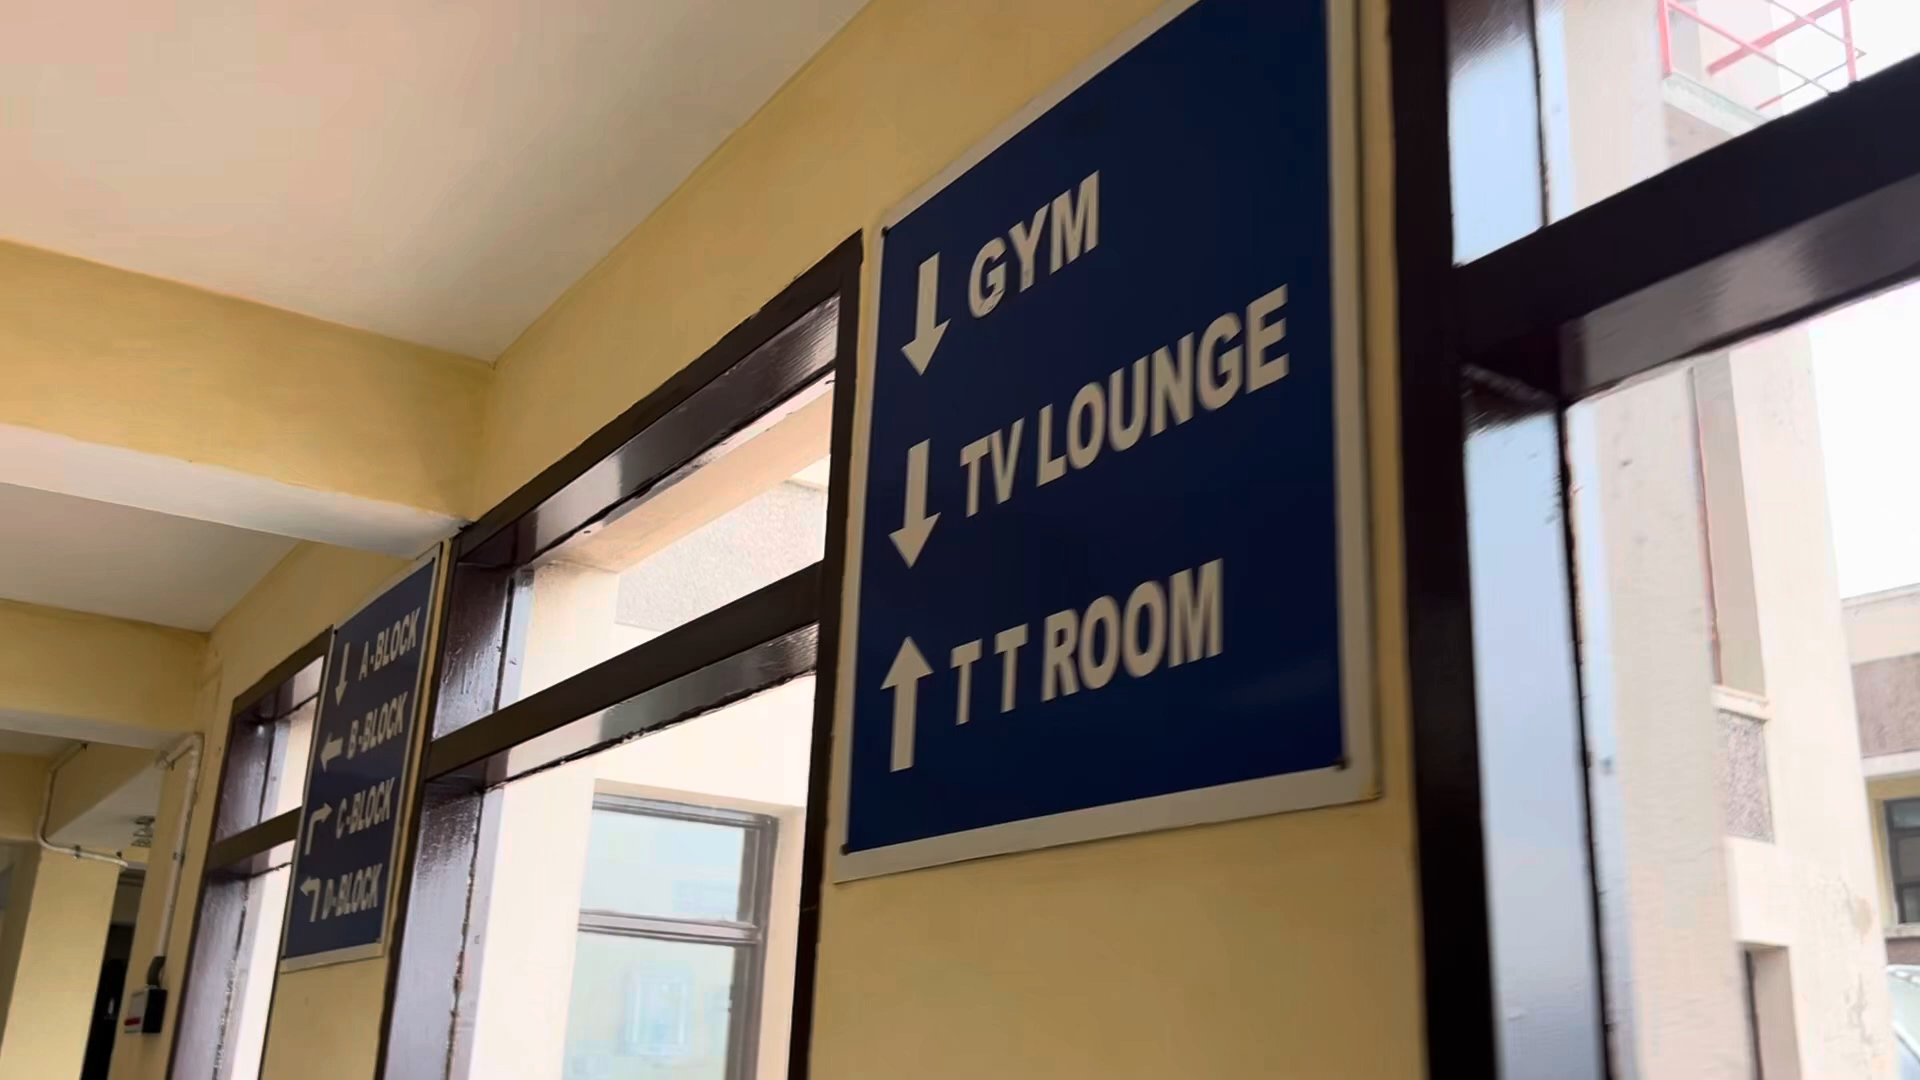 GYM
TV LOUNGE
T T ROOM
A-BLOCK
B-BLOCK
C-BLOCK
D-BLOCK